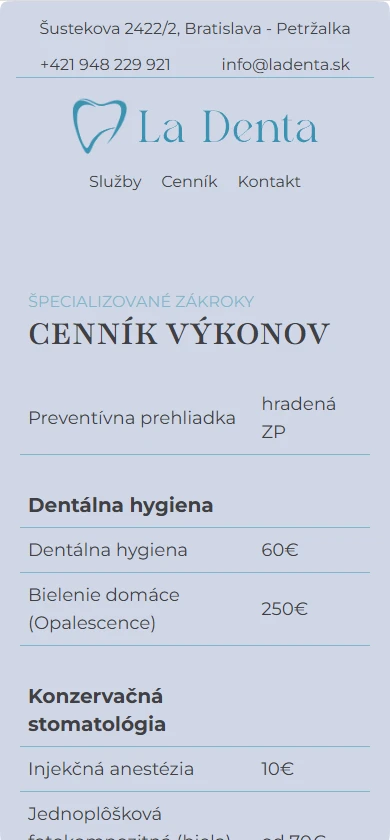 Šustekova 2422/2, Bratislava - Petržalka
+421 948 229 921 info@ladenta.sk
La Denta
Služby Cenník Kontakt
ŠPECIALIZOVANÉ ZÁKROKY
CENNÍK VÝKONOV
Preventívna prehliadka hradená
ZP
Dentálna hygiena
Dentálna hygiena 60€
Bielenie domáce
(Opalescence) 250€
Konzervačná
stomatológia
Injekčná anestézia 10€
Jednoplôšková
fotokompozitná (biela) od 70€